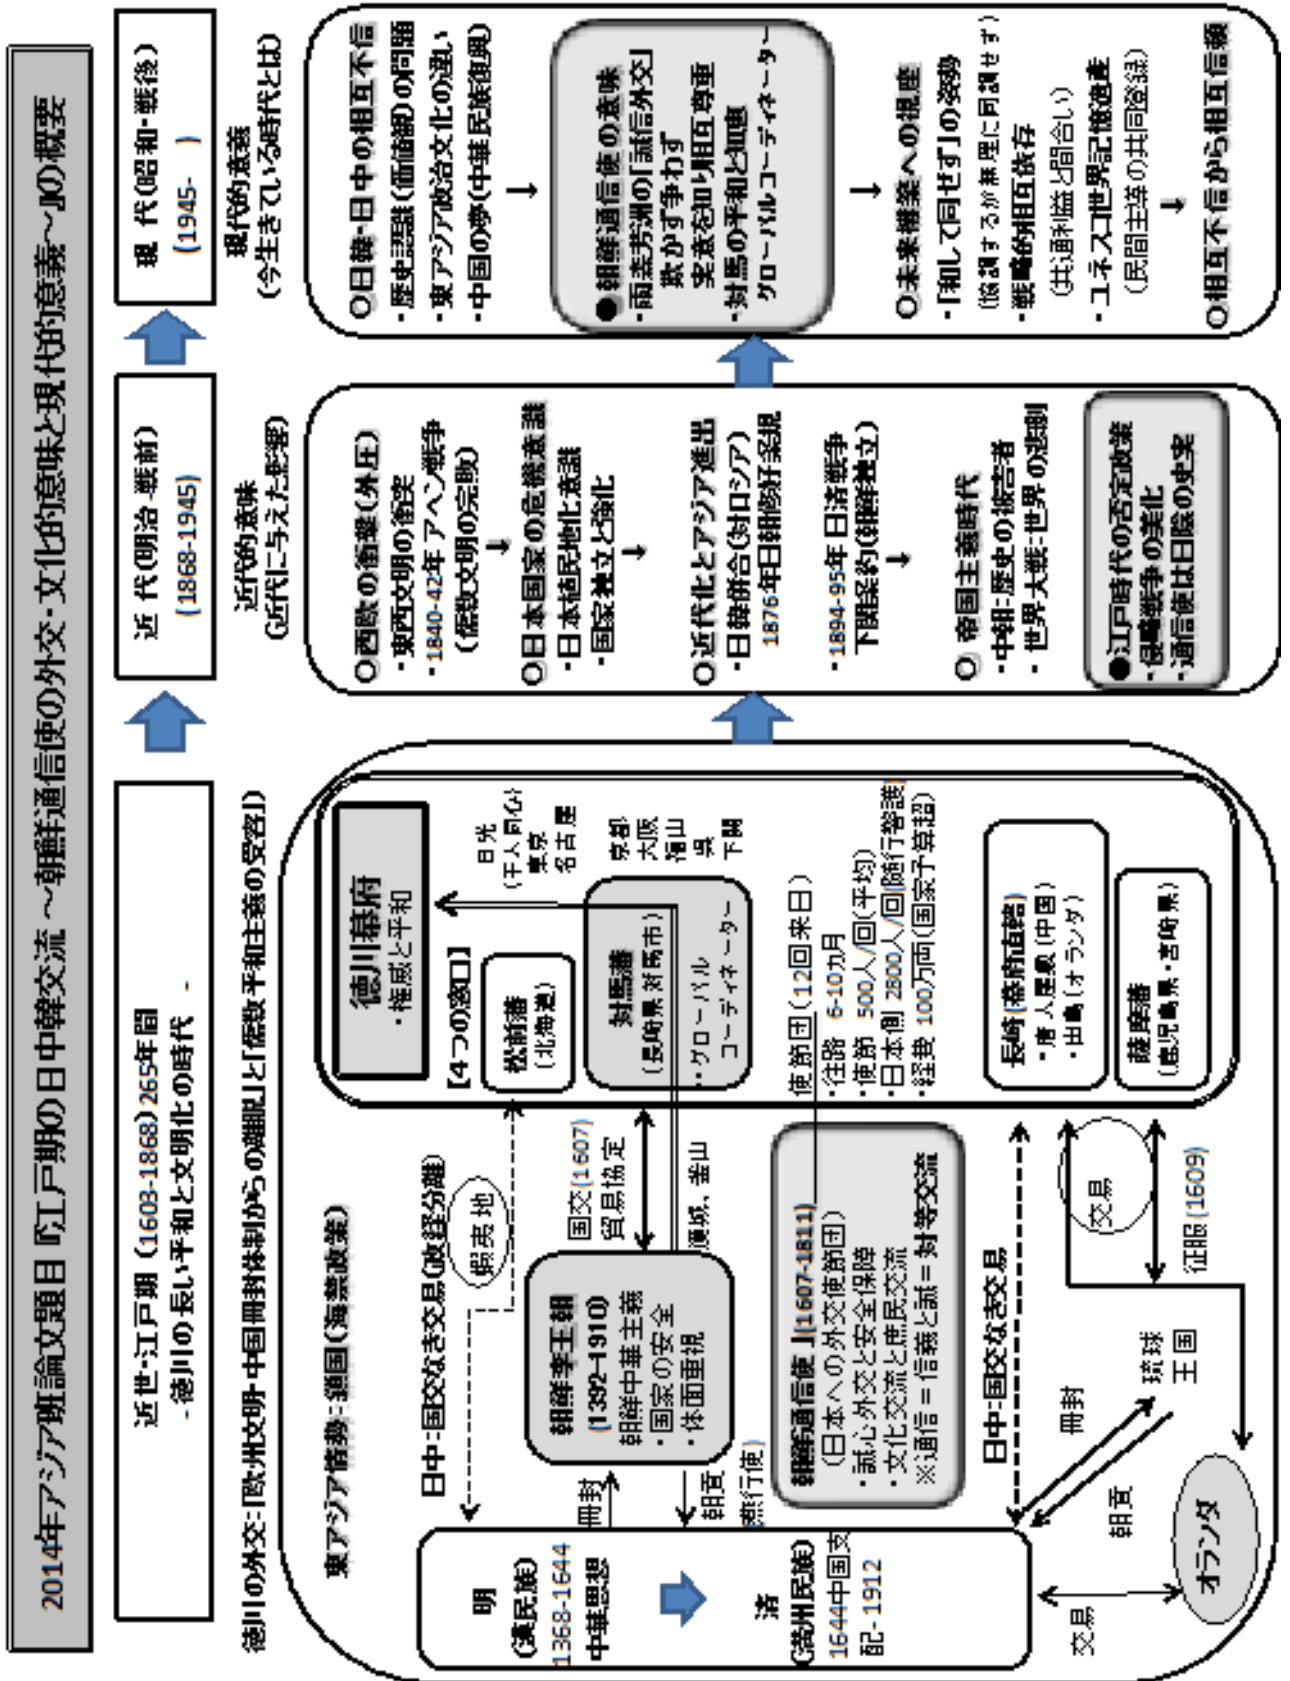 2014年アジア班論文題目『江戸期の日中韓交流 ～朝鮮通信使の外交・文化的意味と現代的意義～』の概要
近世・江戸期 (1603-1868) 265年間
- 徳川の長い平和と文明化の時代 -
近 代(明治-戦前)
(1868-1945)
現 代(昭和・戦後)
(1945- )
徳川の外交:「欧州文明・中国冊封体制からの離脱」と「儒教平和主義の受容」
東アジア情勢：鎖国(海禁政策)
日中:国交なき交易(政経分離)
蝦夷地
明
(漢民族)
1368-1644
中華思想
済
(満州民族)
1644中国支
配- 1912
冊封
朝貢
(燕行使)
朝鮮李王朝
(1392-1910)
朝鮮中華主義
・国家の安全
・体面重視
国交(1607)
貿易協定
漢城、釜山
徳川幕府
・権威と平和
【4つの窓口】
松前藩
(北海道)
対馬藩
(長崎県対馬市)
・グローバル
コーディネーター
日光
(千人同心)
東京
名古屋
京都
大阪
福山
呉
下関
朝鮮通信使 」(1607-1811)
(日本への外交使節団)
・誠心外交と安全保障
・文化交流と庶民交流
※通信＝信義と誠＝対等交流
使節団(12回来日)
・往路 6-10カ月
・使節 500人/回(平均)
・日本側 2800人/回(随行警護)
・経費 100万両(国家予算超)
日中:国交なき交易
長崎(幕府直轄)
・唐人屋敷(中国)
・出島(オランダ)
薩摩藩
(鹿児島県・宮崎県)
交易
征服(1609)
冊封
朝貢
琉球
王国
交易
オランダ
近代的意味
(近代に与えた悲瘻)
○西欧の衝撃(外圧)
・東西文明の衝突
・1840-42年 アヘン戦争
(儒教文明の完敗)
↓
○日本国家の危機意識
・日本植民地化意識
・国家独立と強化
↓
○近代化とアジア進出
・日韓併合(対ロシア)
1876年日朝修好条規
・1894-95年 日済戦争
下関条約(朝鮮独立)
↓
○ 帝国主義時代
・中朝:歴史の被害者
・世界大戦:世界の悲劇
●江戸時代の否定政策
・侵略戦争の美化
・通信使は日陰の史実
現代的意義
(今生きている時代とは)
○日韓・日中の相互不信
・歴史認識(価値観)の問題
・東アジア政治文化の違い
・中国の夢(中華民族復興)
↓
●朝鮮通信使の意味
・雨森芳洲の「誠信外交」
欺かず争わず
実意を知り相互尊重
・対馬の平和と知恵
グローバルコーディネーター
↓
○未来構築への視座
・「和して同せず」の姿勢
(協調するが無理に同調せず)
・戦略的相互依存
(共通利益と間合い)
・ユネスコ世界記憶遺産
(民間主導の共同登録)
↓
○相互不信から相互信頼